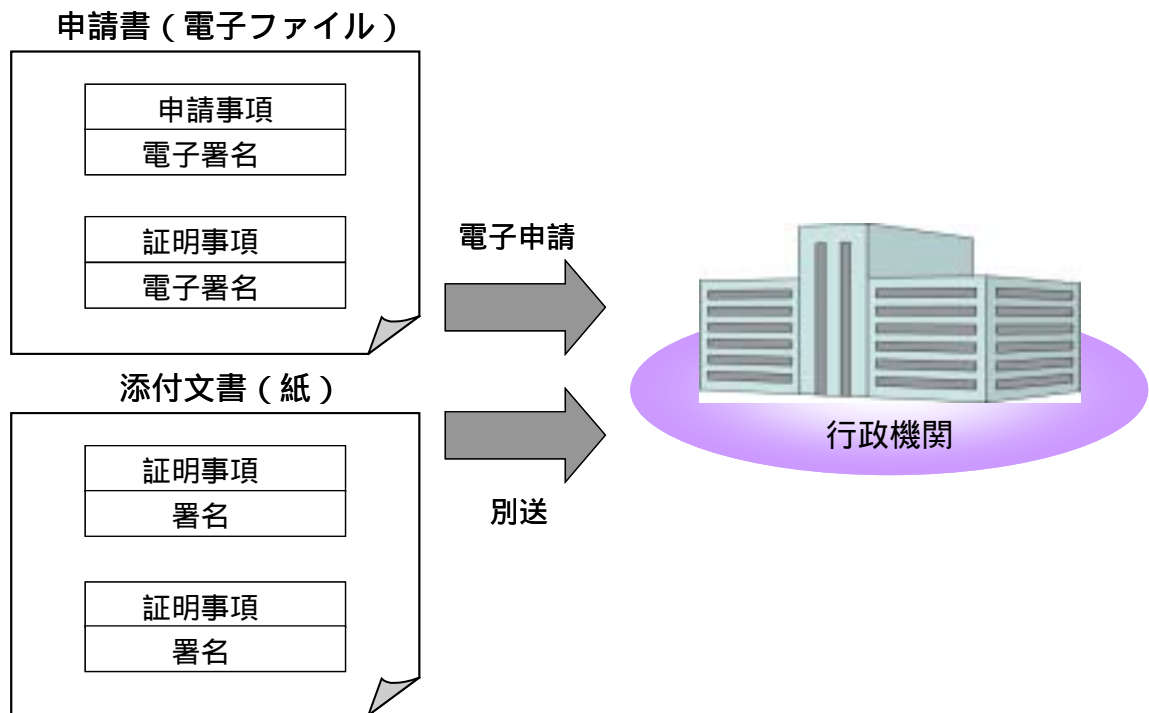 申請書（電子ファイル）
申請事項
電子署名
証明事項
電子署名
電子申請
添付文書（紙）
証明事項
署名
証明事項
署名
別送
行政機関